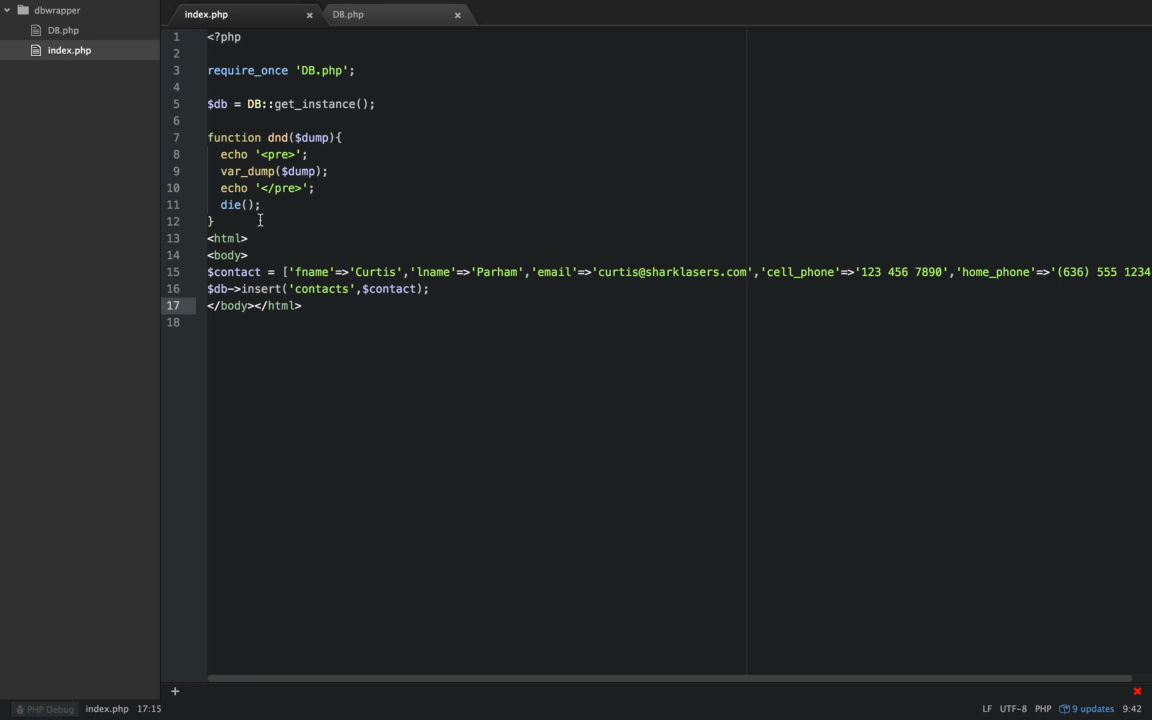 dbwrapper
DB.php
index.php
index.php
DB.php
1 <?php
2
3 require_once 'DB.php';
4
5 $db = DB::get_instance();
6
7 function dnd($dump){
8 echo '<pre>';
9 var_dump($dump);
10 echo '</pre>';
11 die();
12 }
13 <html>
14 <body>
15 $contact = ['fname'=>'Curtis','lname'=>'Parham','email'=>'curtis@sharklasers.com','cell_phone'=>'123 456 7890','home_phone'=>'(636) 555 1234
16 $db->insert('contacts',$contact);
17 </body></html>
18
+
PHP Debug index.php 17:15 LF UTF-8 PHP 9 updates 9:42